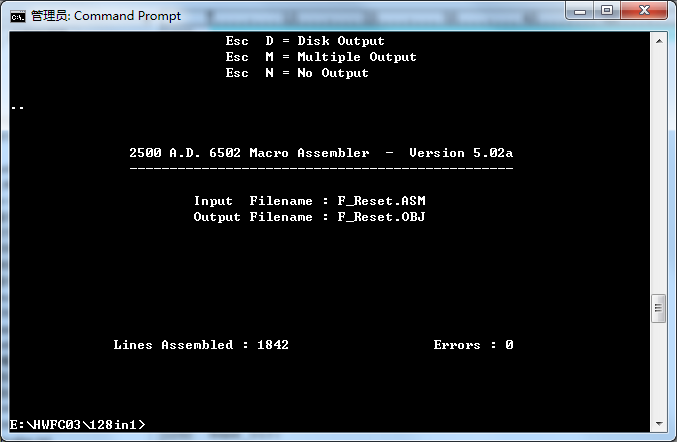 管理员: Command Prompt
Esc  D = Disk Output
Esc  M = Multiple Output
Esc  N = No Output
..
2500 A.D. 6502 Macro Assembler  -  Version 5.02a
------------------------------------------------
Input  Filename : F_Reset.ASM
Output Filename : F_Reset.OBJ
Lines Assembled : 1842                  Errors : 0
E:\HWFC03\128in1>